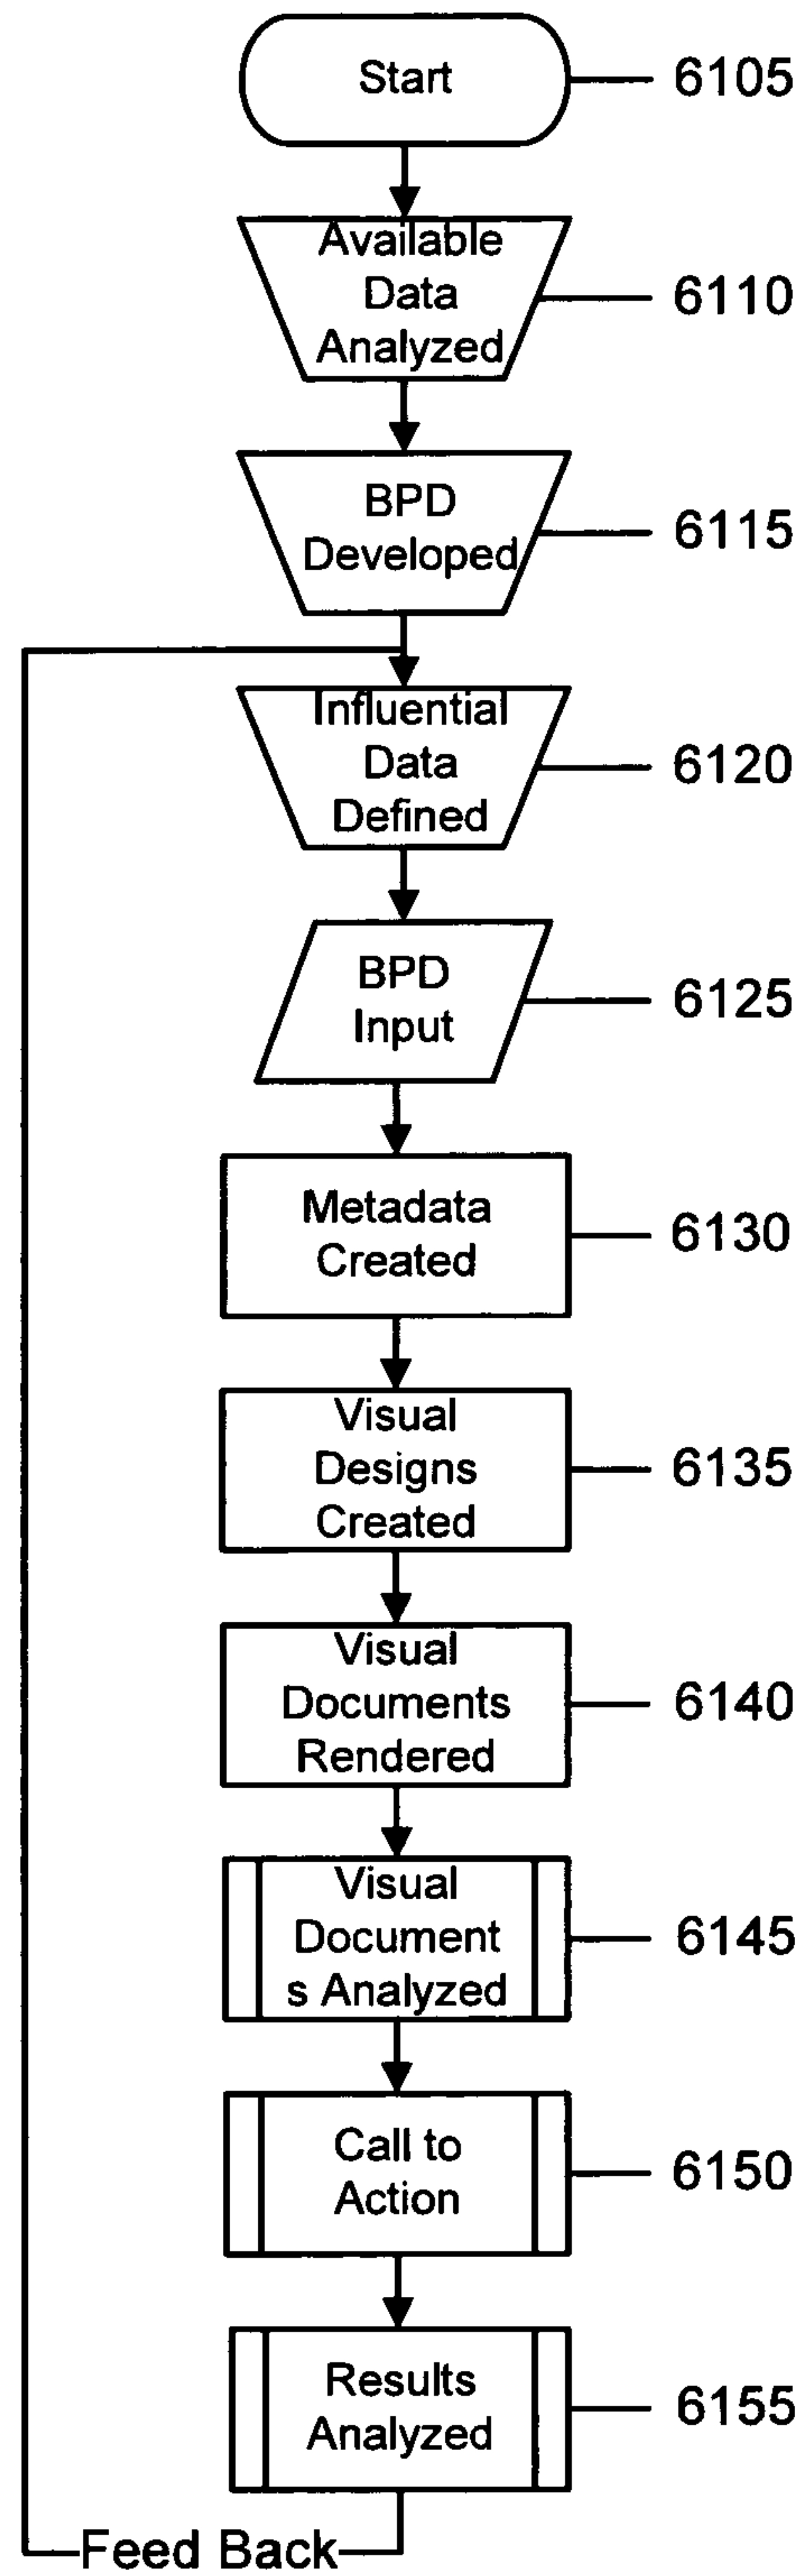 Start
6105
Available
Data
Analyzed
6110
BPD
Developed
6115
Influential
Data
Defined
6120
BPD
Input
6125
Metadata
Created
6130
Visual
Designs
Created
6135
Visual
Documents
Rendered
6140
Visual
Document
s Analyzed
6145
Call to
Action
6150
Results
Analyzed
6155
Feed Back